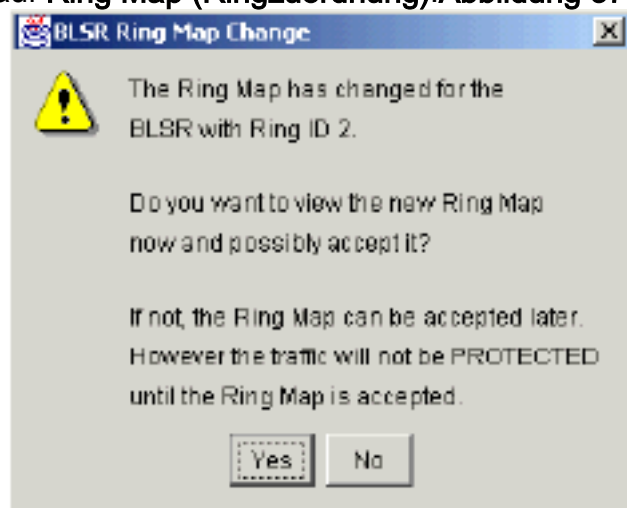 Ring Map (Ringzuordnung).Abbildung
BLSR Ring Map Change
The Ring Map has changed for the
BLSR with Ring ID 2.
Do you want to view the new Ring Map
now and possibly accept it?
If not, the Ring Map can be accepted later.
However the traffic will not be PROTECTED
until the Ring Map is accepted.
Yes
No